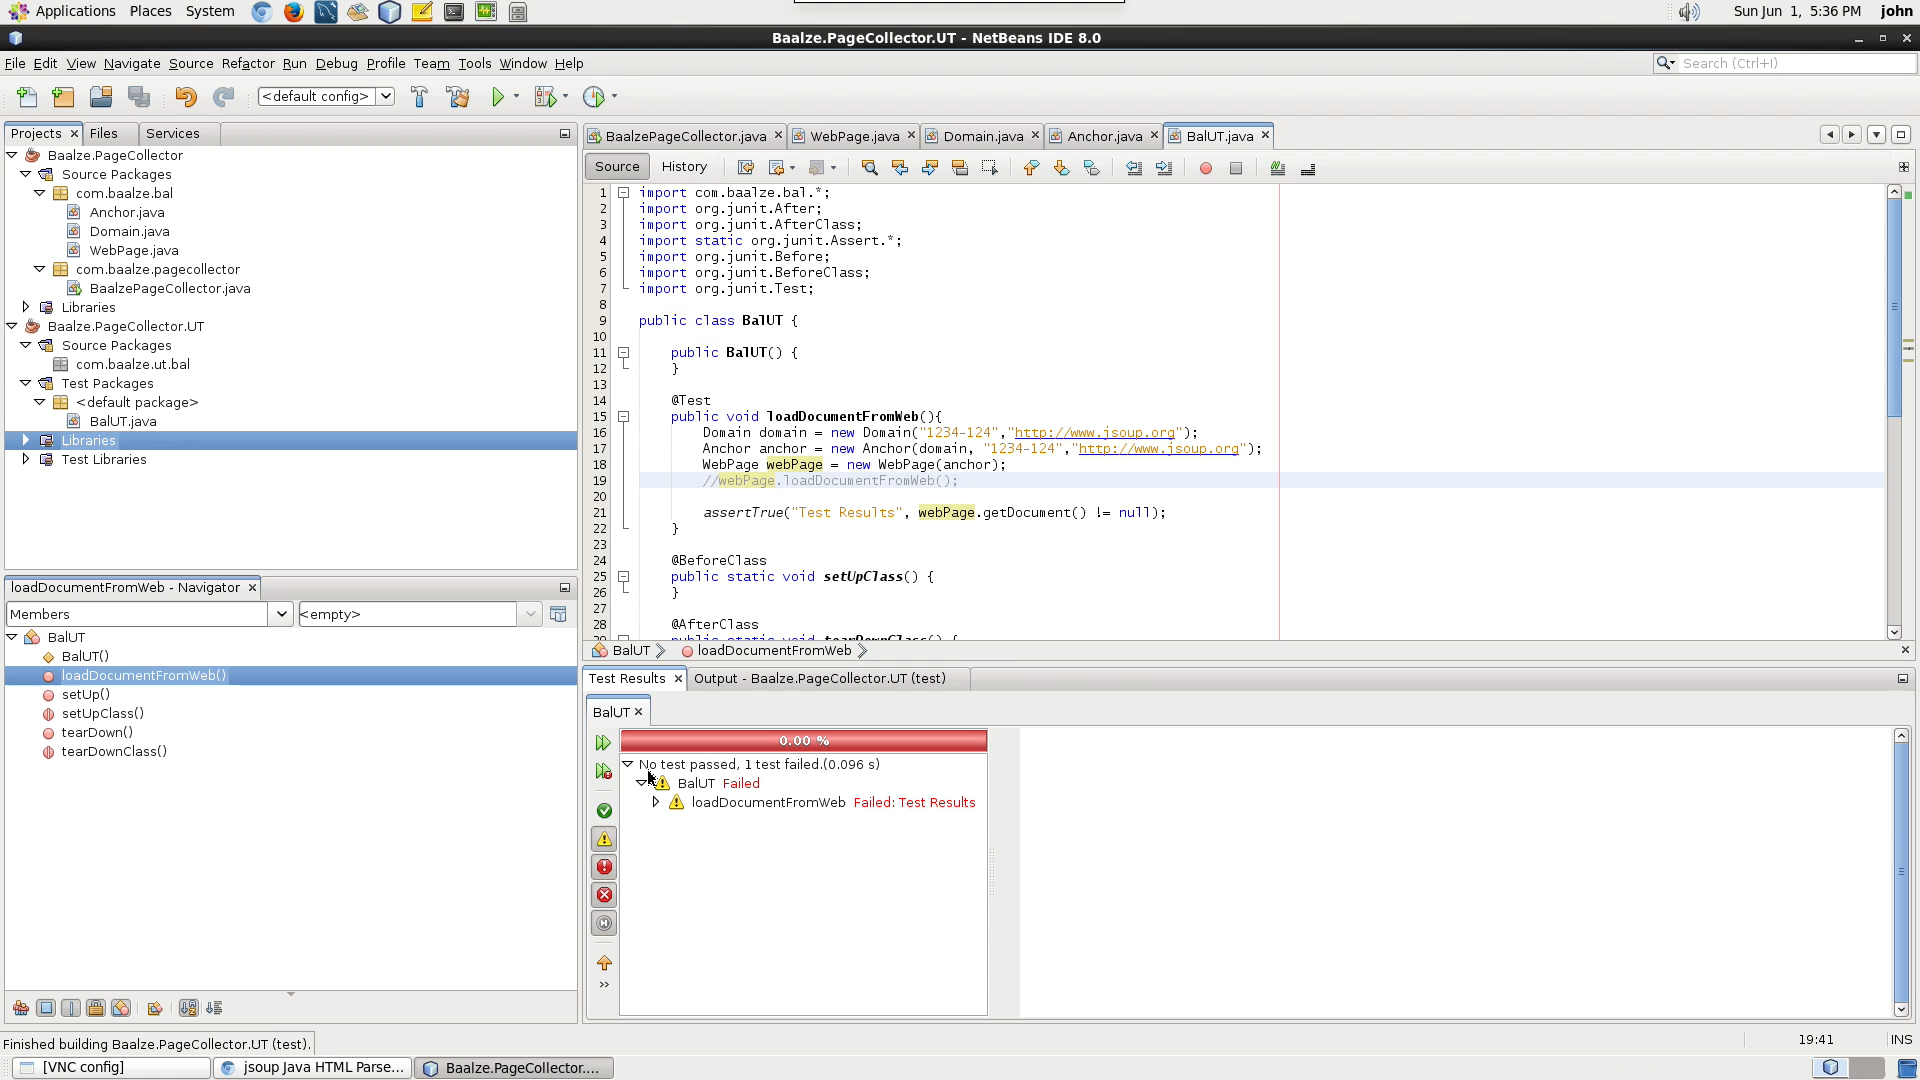 Applications Places System
Sun Jun 1, 5:36 PM john
Baalze.PageCollector.UT - NetBeans IDE 8.0
File Edit View Navigate Source Refactor Run Debug Profile Team Tools Window Help
Search (Ctrl+I)
<default config>
Projects Files Services
Baalze.PageCollector
Source Packages
com.baalze.bal
Anchor.java
Domain.java
WebPage.java
com.baalze.pagecollector
BaalzePageCollector.java
Libraries
Baalze.PageCollector.UT
Source Packages
com.baalze.ut.bal
Test Packages
<default package>
BalUT.java
Libraries
Test Libraries
loadDocumentFromWeb - Navigator
Members <empty>
BalUT
BalUT()
loadDocumentFromWeb()
setUp()
setUpClass()
tearDown()
tearDownClass()
BaalzePageCollector.java WebPage.java Domain.java Anchor.java BalUT.java
Source History
1 import com.baalze.bal.*;
2 import org.junit.After;
3 import org.junit.AfterClass;
4 import static org.junit.Assert.*;
5 import org.junit.Before;
6 import org.junit.BeforeClass;
7 import org.junit.Test;
8
9 public class BalUT {
10
11 public BalUT() {
12 }
13
14 @Test
15 public void loadDocumentFromWeb(){
16 Domain domain = new Domain("1234-124","http://www.jsoup.org");
17 Anchor anchor = new Anchor(domain, "1234-124","http://www.jsoup.org");
18 WebPage webPage = new WebPage(anchor);
19 //webPage.loadDocumentFromWeb();
20
21 assertTrue("Test Results", webPage.getDocument() != null);
22 }
23
24 @BeforeClass
25 public static void setUpClass() {
26 }
27
28 @AfterClass
29 public static void tearDownClass() {
BalUT loadDocumentFromWeb
Test Results Output - Baalze.PageCollector.UT (test)
BalUT
0.00 %
No test passed, 1 test failed.(0.096 s)
BalUT Failed
loadDocumentFromWeb Failed: Test Results
Finished building Baalze.PageCollector.UT (test).
19:41 INS
[VNC config] jsoup Java HTML Parse... Baalze.PageCollector....